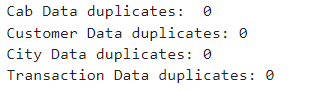 Cab Data duplicates:  0
Customer Data duplicates: 0
City Data duplicates: 0
Transaction Data duplicates: 0